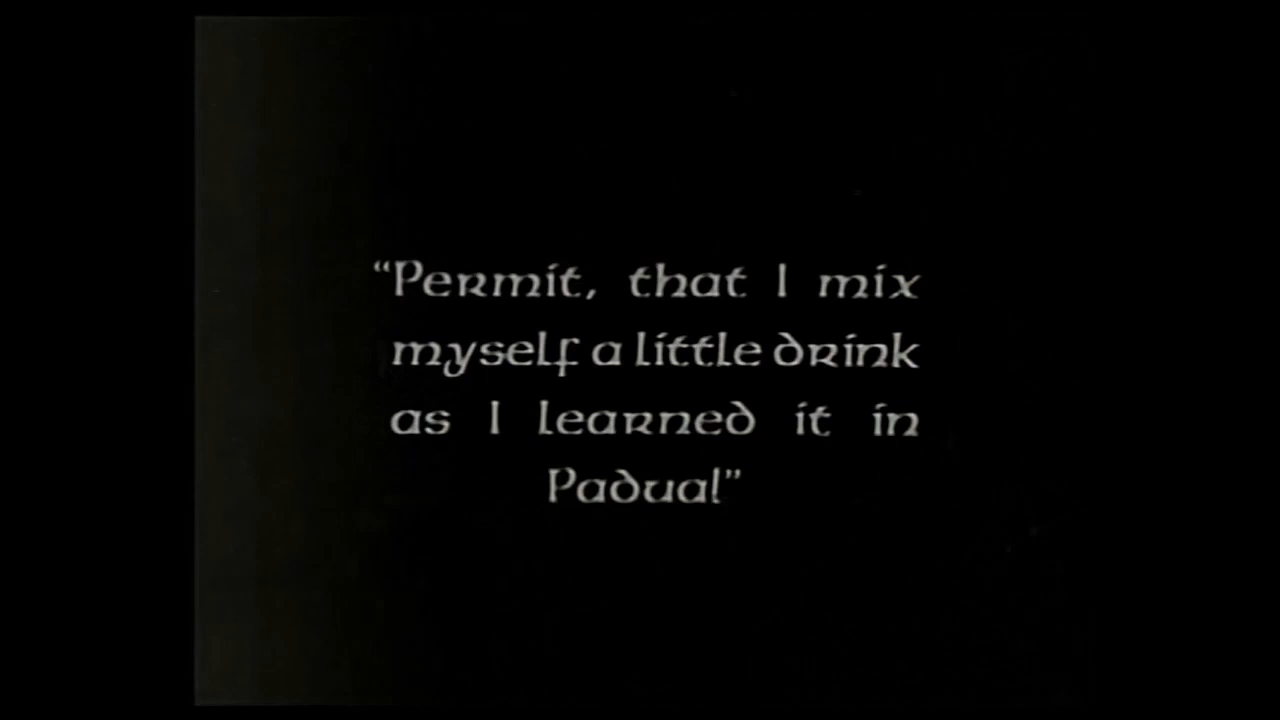 “Permit, that I mix
myself a little drink
as I learned it in
Padua!”